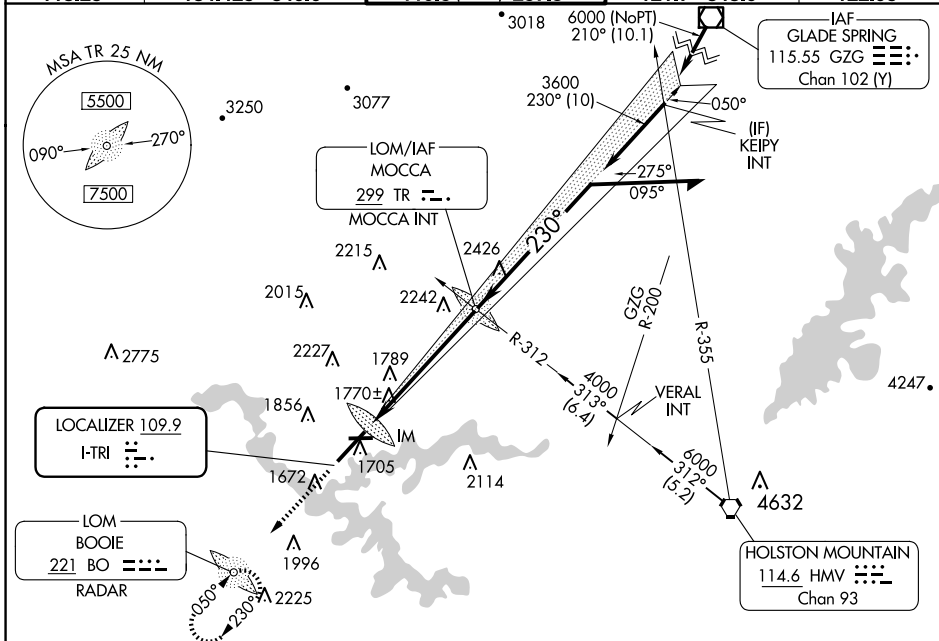 3018
6000 (NoPT)
210° (10.1)
IAF
GLADE SPRING
115.55 GZG
Chan 102 (Y)
MSA TR 25 NM
5500
090°
270°
7500
3250
3077
3600
230° (10)
050°
(IF)
KEIPY
INT
LOM/IAF
MOCCA
299 TR
MOCCA INT
275°
095°
230°
2426
2215
2242
2015
GZG
R-200
R-312
R-355
2775
2227
1789
1770±
4000
313°
(6.4)
VERAL
INT
4247
1856
LOCALIZER 109.9
I-TRI
IM
1705
1672
2114
6000
312°
(5.2)
4632
LOM
BOOIE
221 BO
RADAR
1996
050°
230°
2225
HOLSTON MOUNTAIN
114.6 HMV
Chan 93